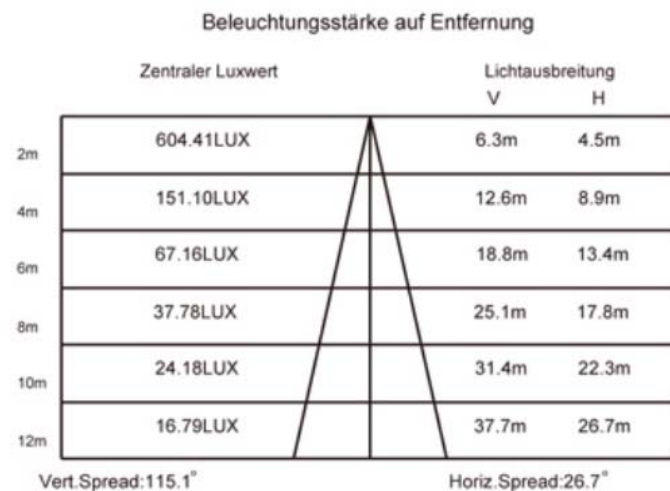 Beleuchtungsstärke auf Entfernung
Zentraler Luxwert Lichtausbreitung
V H
2m 604.41LUX 6.3m 4.5m
4m 151.10LUX 12.6m 8.9m
6m 67.16LUX 18.8m 13.4m
8m 37.78LUX 25.1m 17.8m
10m 24.18LUX 31.4m 22.3m
12m 16.79LUX 37.7m 26.7m
Vert.Spread:115.1° Horiz.Spread:26.7°